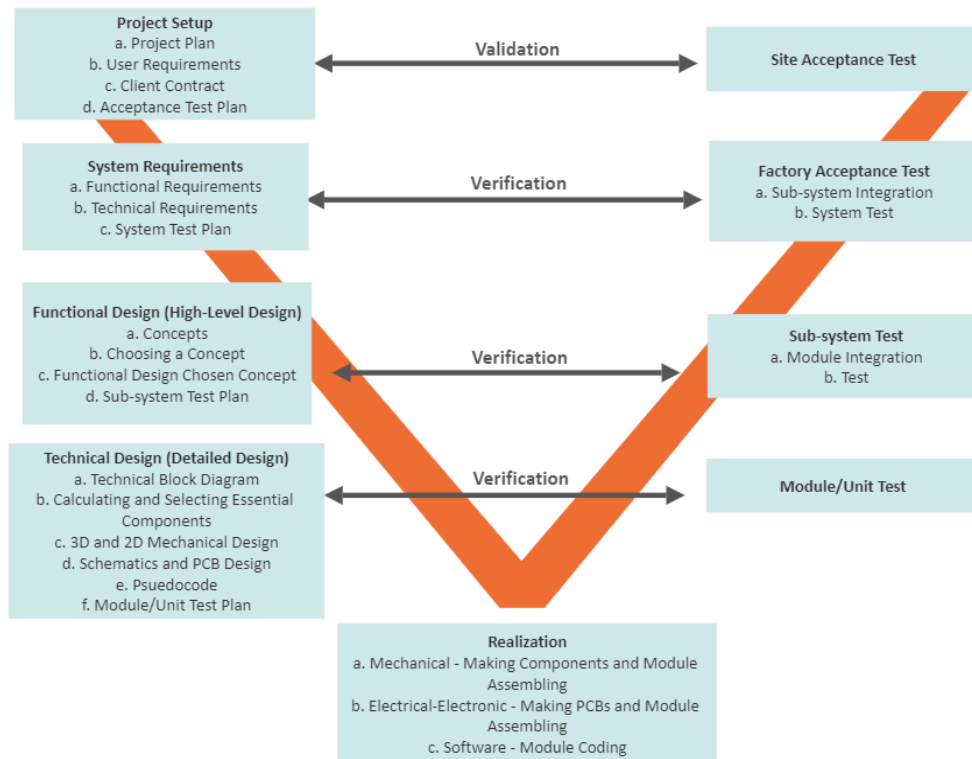 Project Setup
a. Project Plan
b. User Requirements
c. Client Contract
d. Acceptance Test Plan
Validation
Site Acceptance Test
System Requirements
a. Functional Requirements
b. Technical Requirements
c. System Test Plan
Verification
Factory Acceptance Test
a. Sub-system Integration
b. System Test
Functional Design (High-Level Design)
a. Concepts
b. Choosing a Concept
c. Functional Design Chosen Concept
d. Sub-system Test Plan
Verification
Sub-system Test
a. Module Integration
b. Test
Technical Design (Detailed Design)
a. Technical Block Diagram
b. Calculating and Selecting Essential
Components
c. 3D and 2D Mechanical Design
d. Schematics and PCB Design
e. Psuedocode
f. Module/Unit Test Plan
Verification
Module/Unit Test
Realization
a. Mechanical - Making Components and Module
Assembling
b. Electrical-Electronic - Making PCBs and Module
Assembling
c. Software - Module Coding